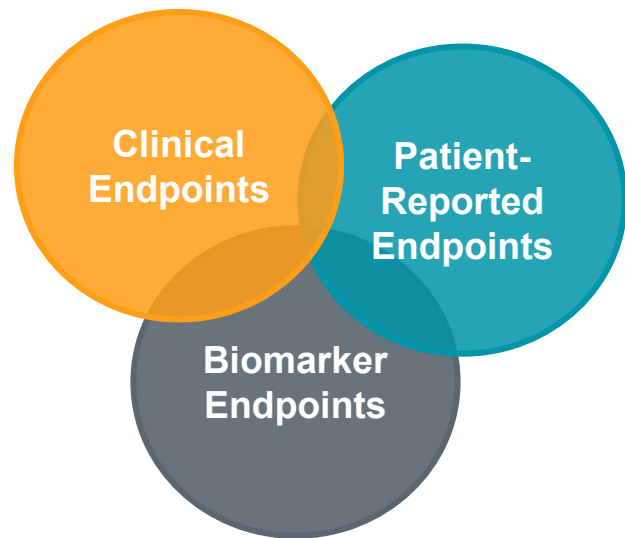 Clinical
Endpoints
Patient-
Reported
Endpoints
Biomarker
Endpoints